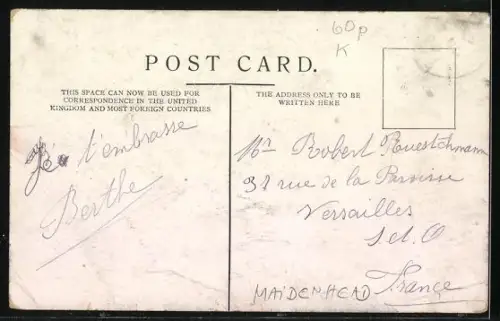 60p
K
POST CARD.
THIS SPACE CAN NOW BE USED FOR
CORRESPONDENCE IN THE UNITED
KINGDOM AND MOST FOREIGN COUNTRIES
THE ADDRESS ONLY TO BE
WRITTEN HERE
Je t'embrasse
Berthe
Mr Robert
rue de la Paroisse
Versailles
S. et. O
France
MAIDENHEAD